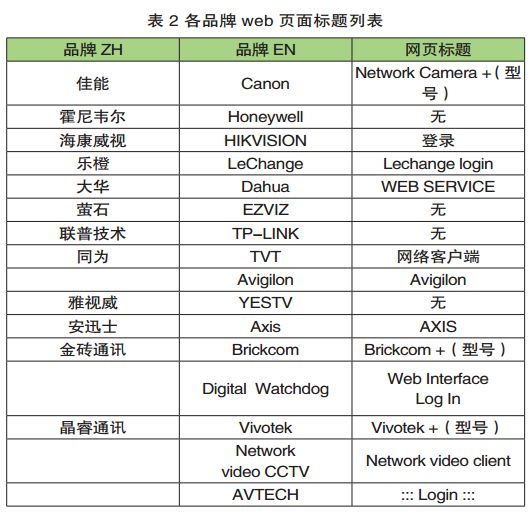 表 2 各品牌 web 页面标题列表
品牌 ZH 品牌 EN 网页标题
佳能 Canon Network Camera +（型号）
霍尼韦尔 Honeywell 无
海康威视 HIKVISION 登录
乐橙 LeChange Lechange login
大华 Dahua WEB SERVICE
萤石 EZVIZ 无
联普技术 TP-LINK 无
同为 TVT 网络客户端
Avigilon Avigilon
雅视威 YESTV 无
安迅士 Axis AXIS
金砖通讯 Brickcom Brickcom +（型号）
Digital Watchdog Web Interface Log In
晶睿通讯 Vivotek Vivotek +（型号）
Network video CCTV Network video client
AVTECH ::: Login :::